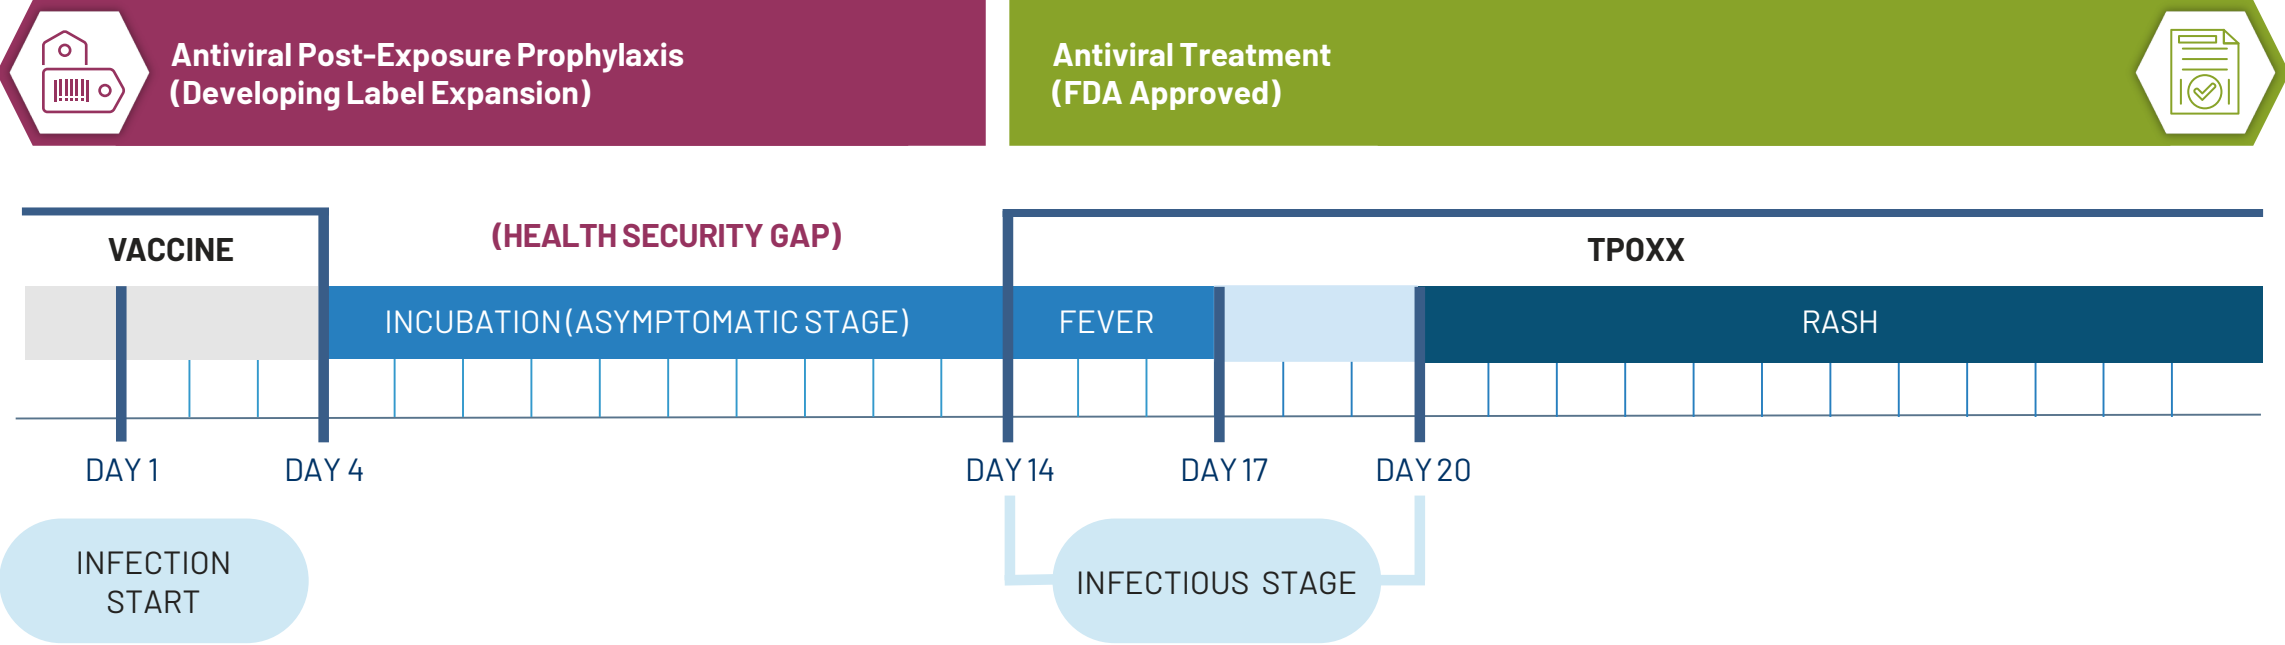 Antiviral Post-Exposure Prophylaxis
(Developing Label Expansion)
Antiviral Treatment
(FDA Approved)
VACCINE
(HEALTH SECURITY GAP)
TPOXX
INCUBATION (ASYMPTOMATIC STAGE)
FEVER
RASH
DAY 1
DAY 4
DAY 14
DAY 17
DAY 20
INFECTION
START
INFECTIOUS STAGE